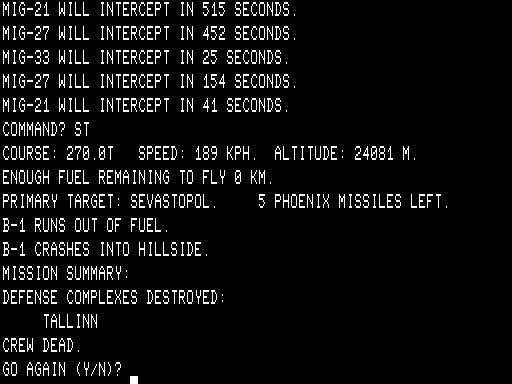 MIG-21 WILL INTERCEPT IN 515 SECONDS.
MIG-27 WILL INTERCEPT IN 452 SECONDS.
MIG-33 WILL INTERCEPT IN 25 SECONDS.
MIG-27 WILL INTERCEPT IN 154 SECONDS.
MIG-21 WILL INTERCEPT IN 41 SECONDS.
COMMAND? ST
COURSE: 270.0T   SPEED: 189 KPH.  ALTITUDE: 24081 M.
ENOUGH FUEL REMAINING TO FLY 0 KM.
PRIMARY TARGET: SEVASTOPOL.     5 PHOENIX MISSILES LEFT.
B-1 RUNS OUT OF FUEL.
B-1 CRASHES INTO HILLSIDE.
MISSION SUMMARY:
DEFENSE COMPLEXES DESTROYED:
     TALLINN
CREW DEAD.
GO AGAIN (Y/N)?